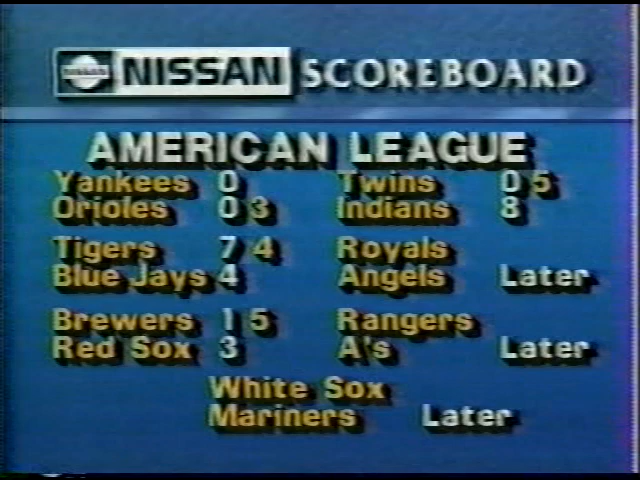 NISSAN NISSAN SCOREBOARD
AMERICAN LEAGUE
Yankees 0
Orioles 0 3
Twins 0 5
Indians 8
Tigers 7 4
Blue Jays 4
Royals
Angels Later
Brewers 1 5
Red Sox 3
Rangers
A's Later
White Sox
Mariners Later